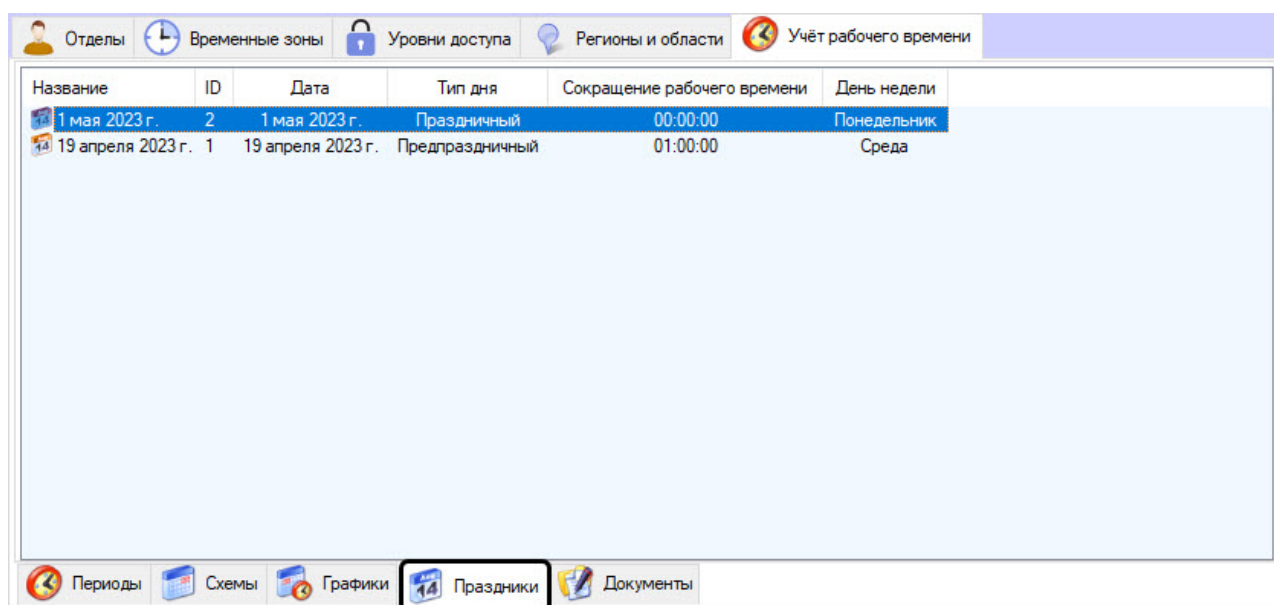 Отделы Временные зоны Уровни доступа Регионы и области Учёт рабочего времени
Название ID Дата Тип дня Сокращение рабочего времени День недели
1 мая 2023 г. 2 1 мая 2023 г. Праздничный 00:00:00 Понедельник
19 апреля 2023 г. 1 19 апреля 2023 г. Предпраздничный 01:00:00 Среда
Периоды Схемы Графики Праздники Документы